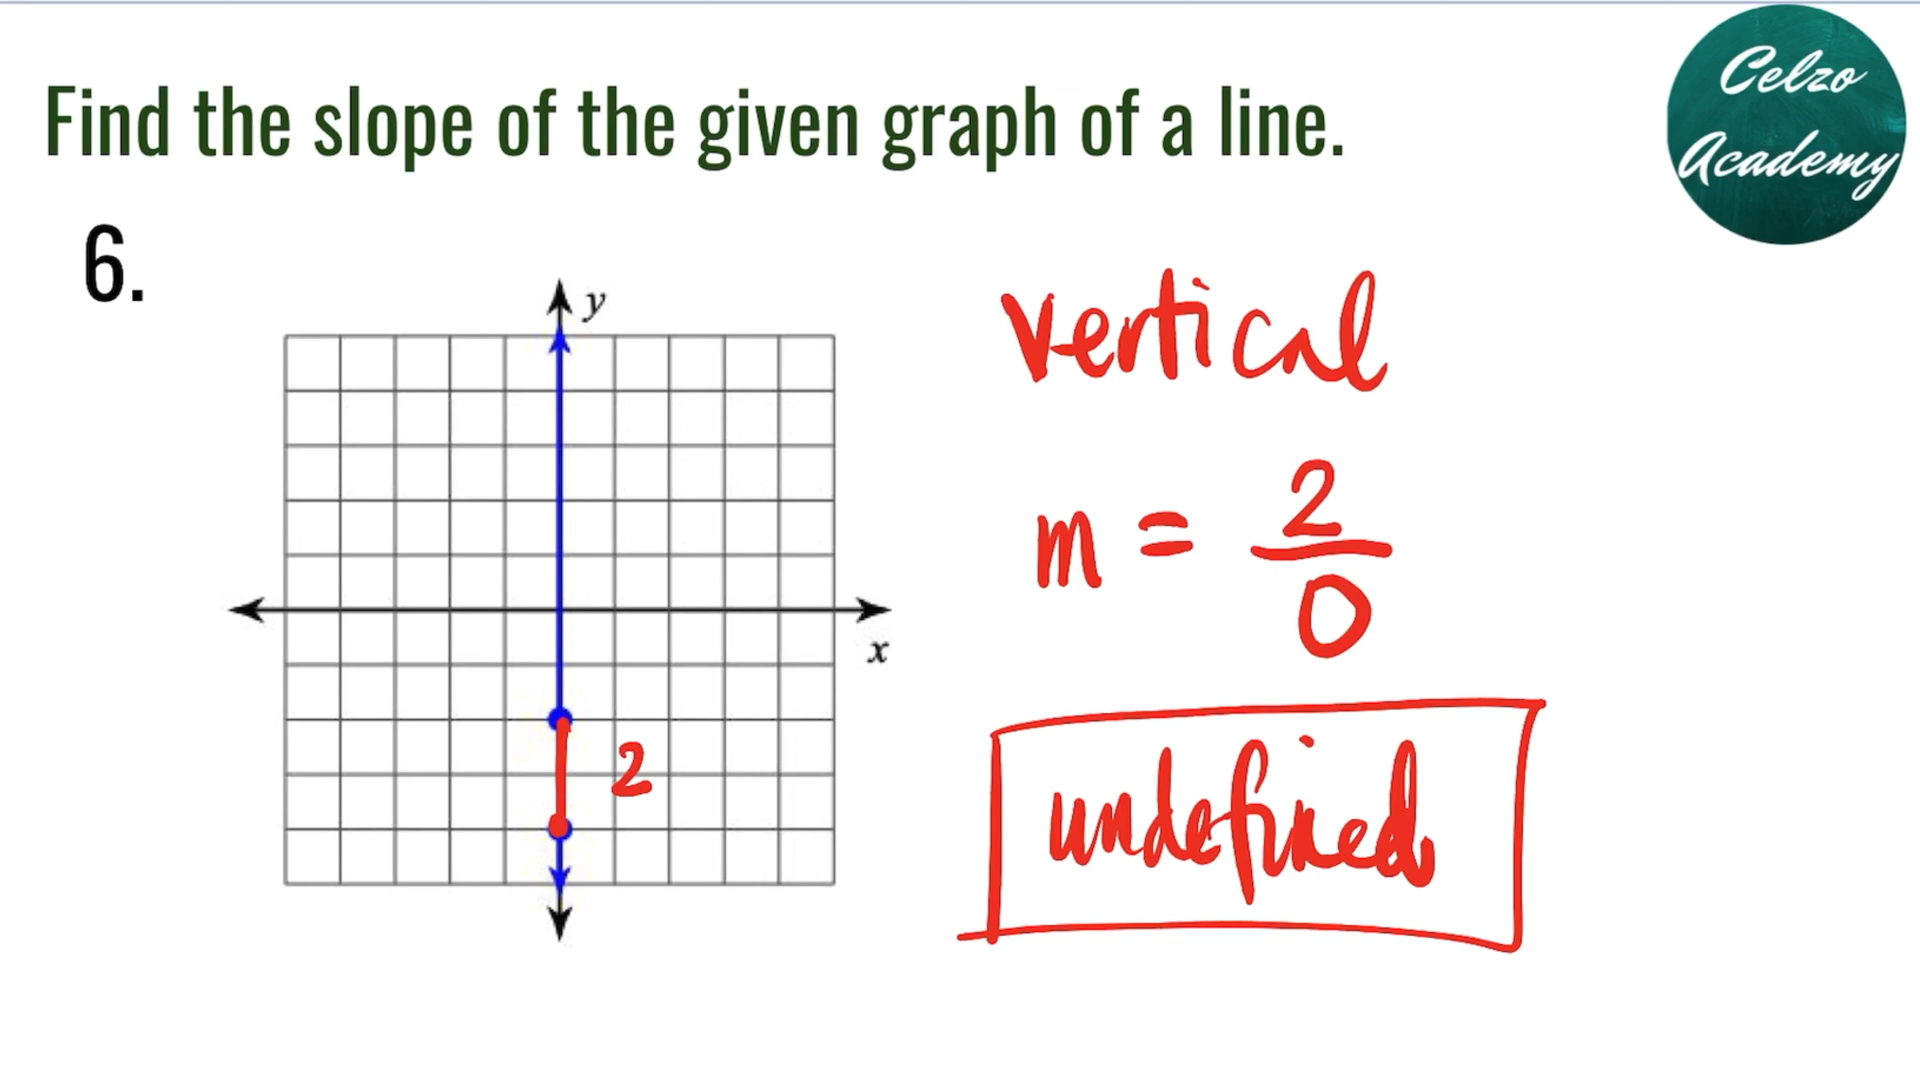 Celzo
Academy
Find the slope of the given graph of a line.
6.
y
x
2
vertical
m = 2/0
undefined